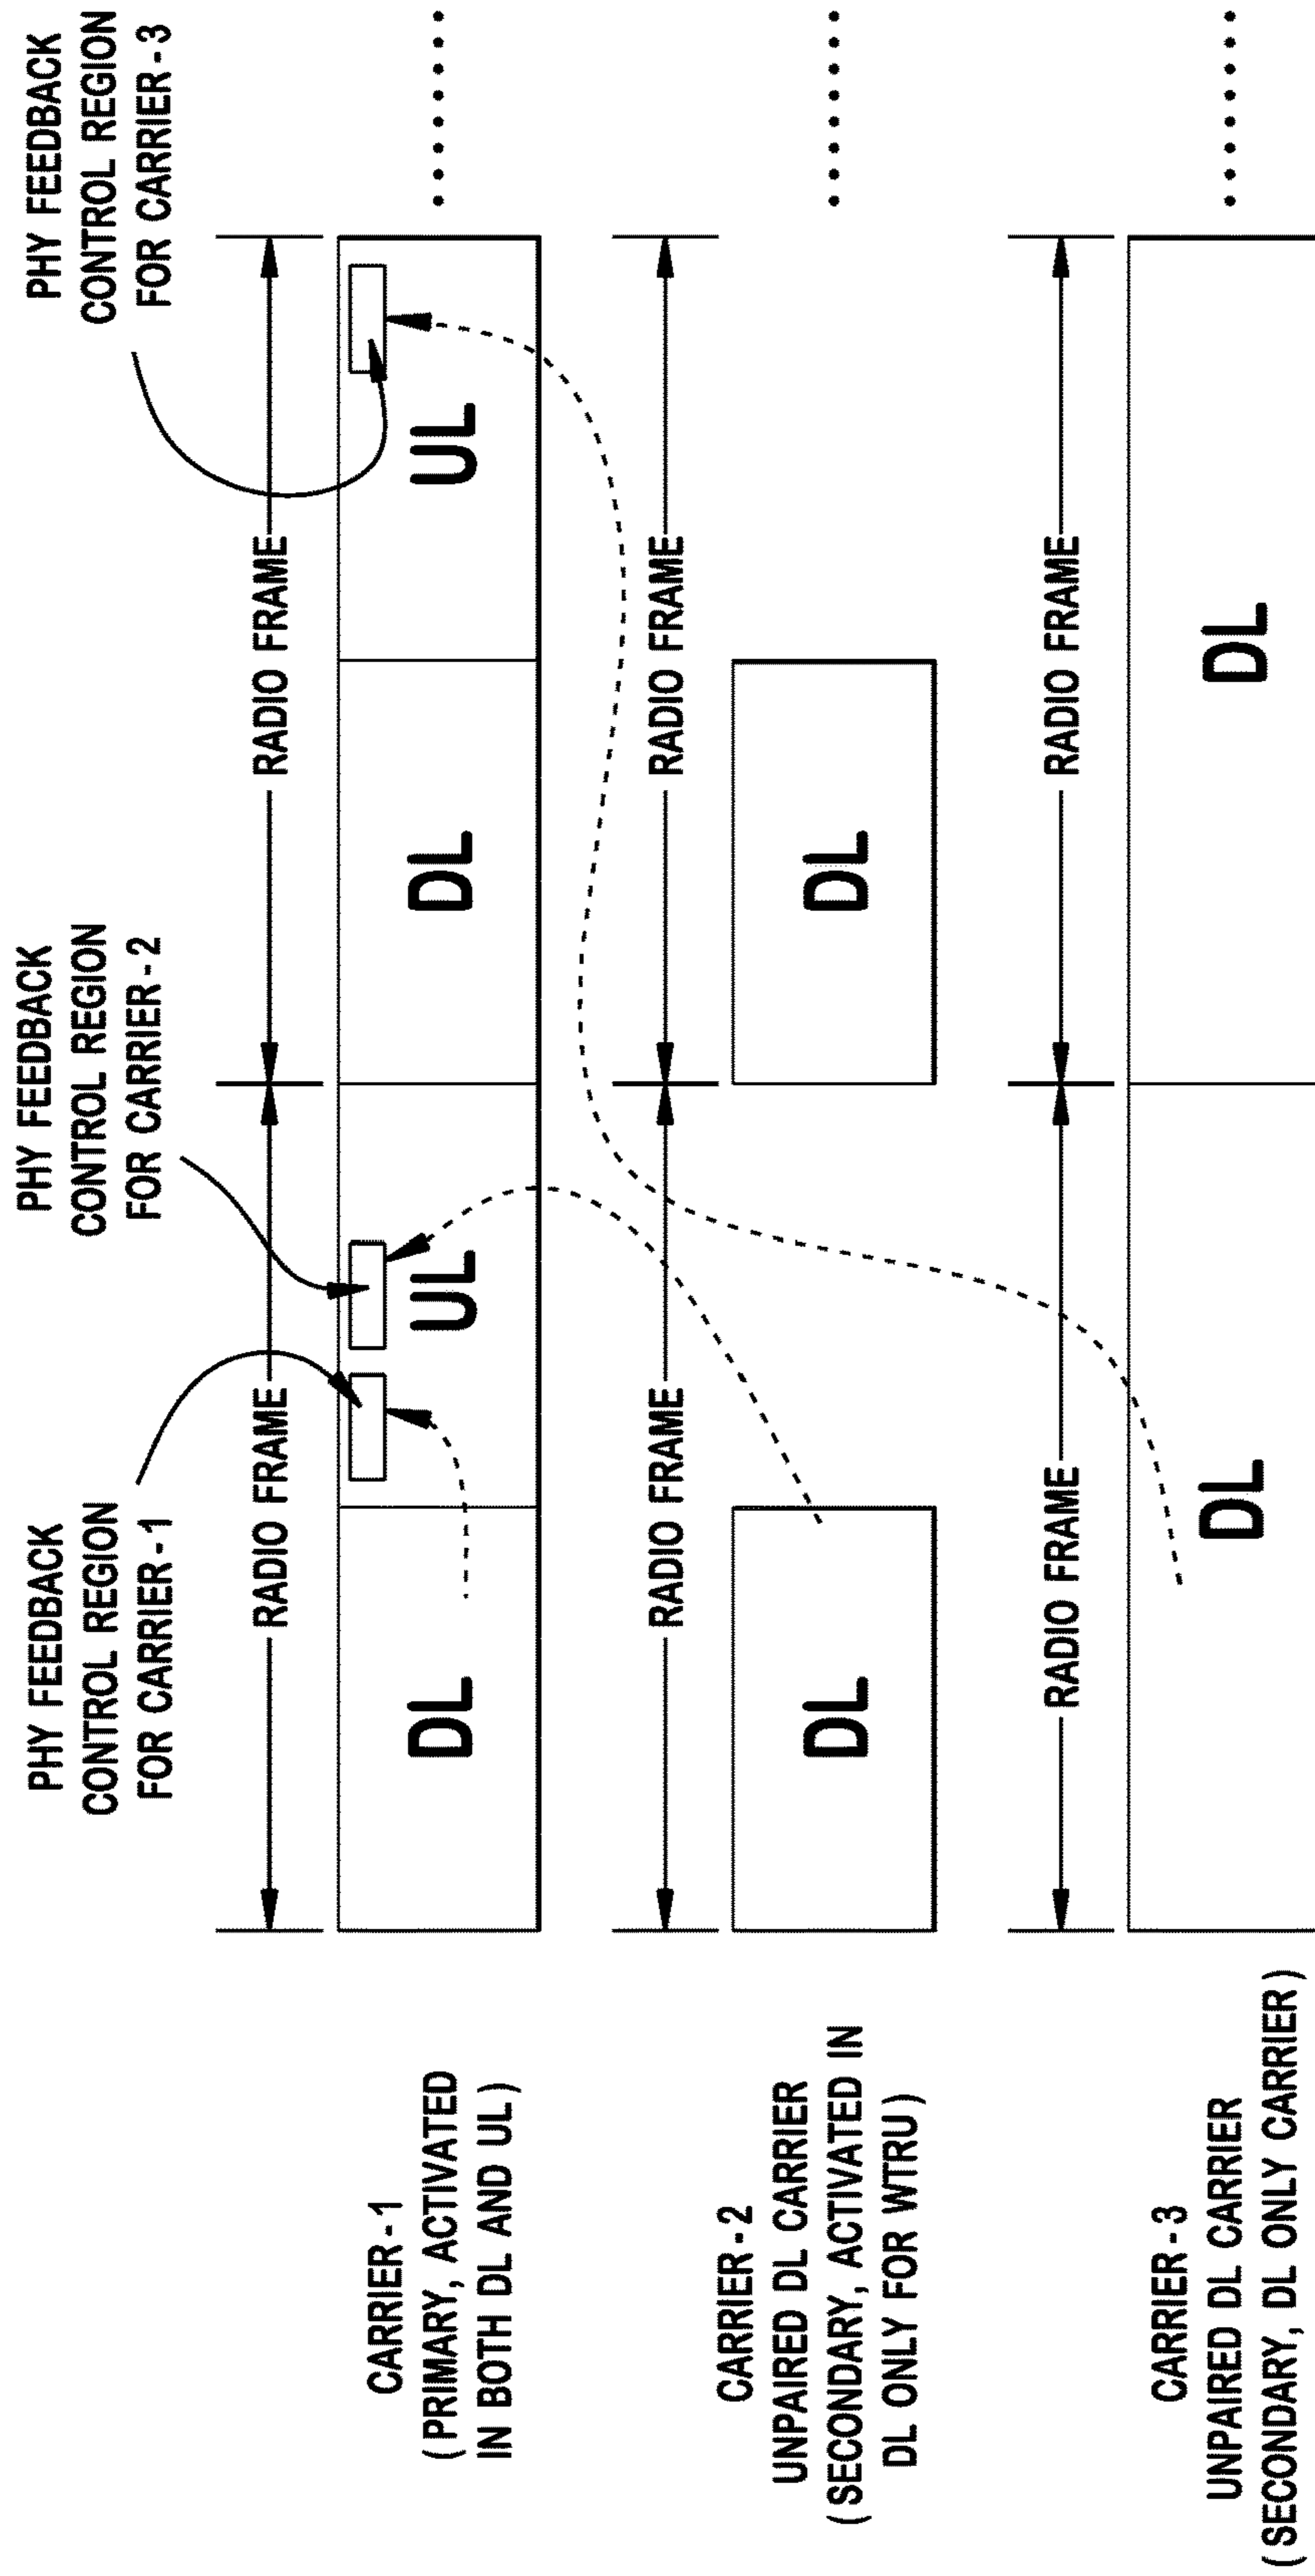 PHY FEEDBACK
CONTROL REGION
FOR CARRIER-1
PHY FEEDBACK
CONTROL REGION
FOR CARRIER-2
PHY FEEDBACK
CONTROL REGION
FOR CARRIER-3
RADIO FRAME
RADIO FRAME
CARRIER-1
(PRIMARY, ACTIVATED
IN BOTH DL AND UL)
DL
UL
DL
UL
RADIO FRAME
RADIO FRAME
CARRIER-2
UNPAIRED DL CARRIER
(SECONDARY, ACTIVATED IN
DL ONLY FOR WTRU)
DL
DL
RADIO FRAME
RADIO FRAME
CARRIER-3
UNPAIRED DL CARRIER
(SECONDARY, DL ONLY CARRIER)
DL
DL